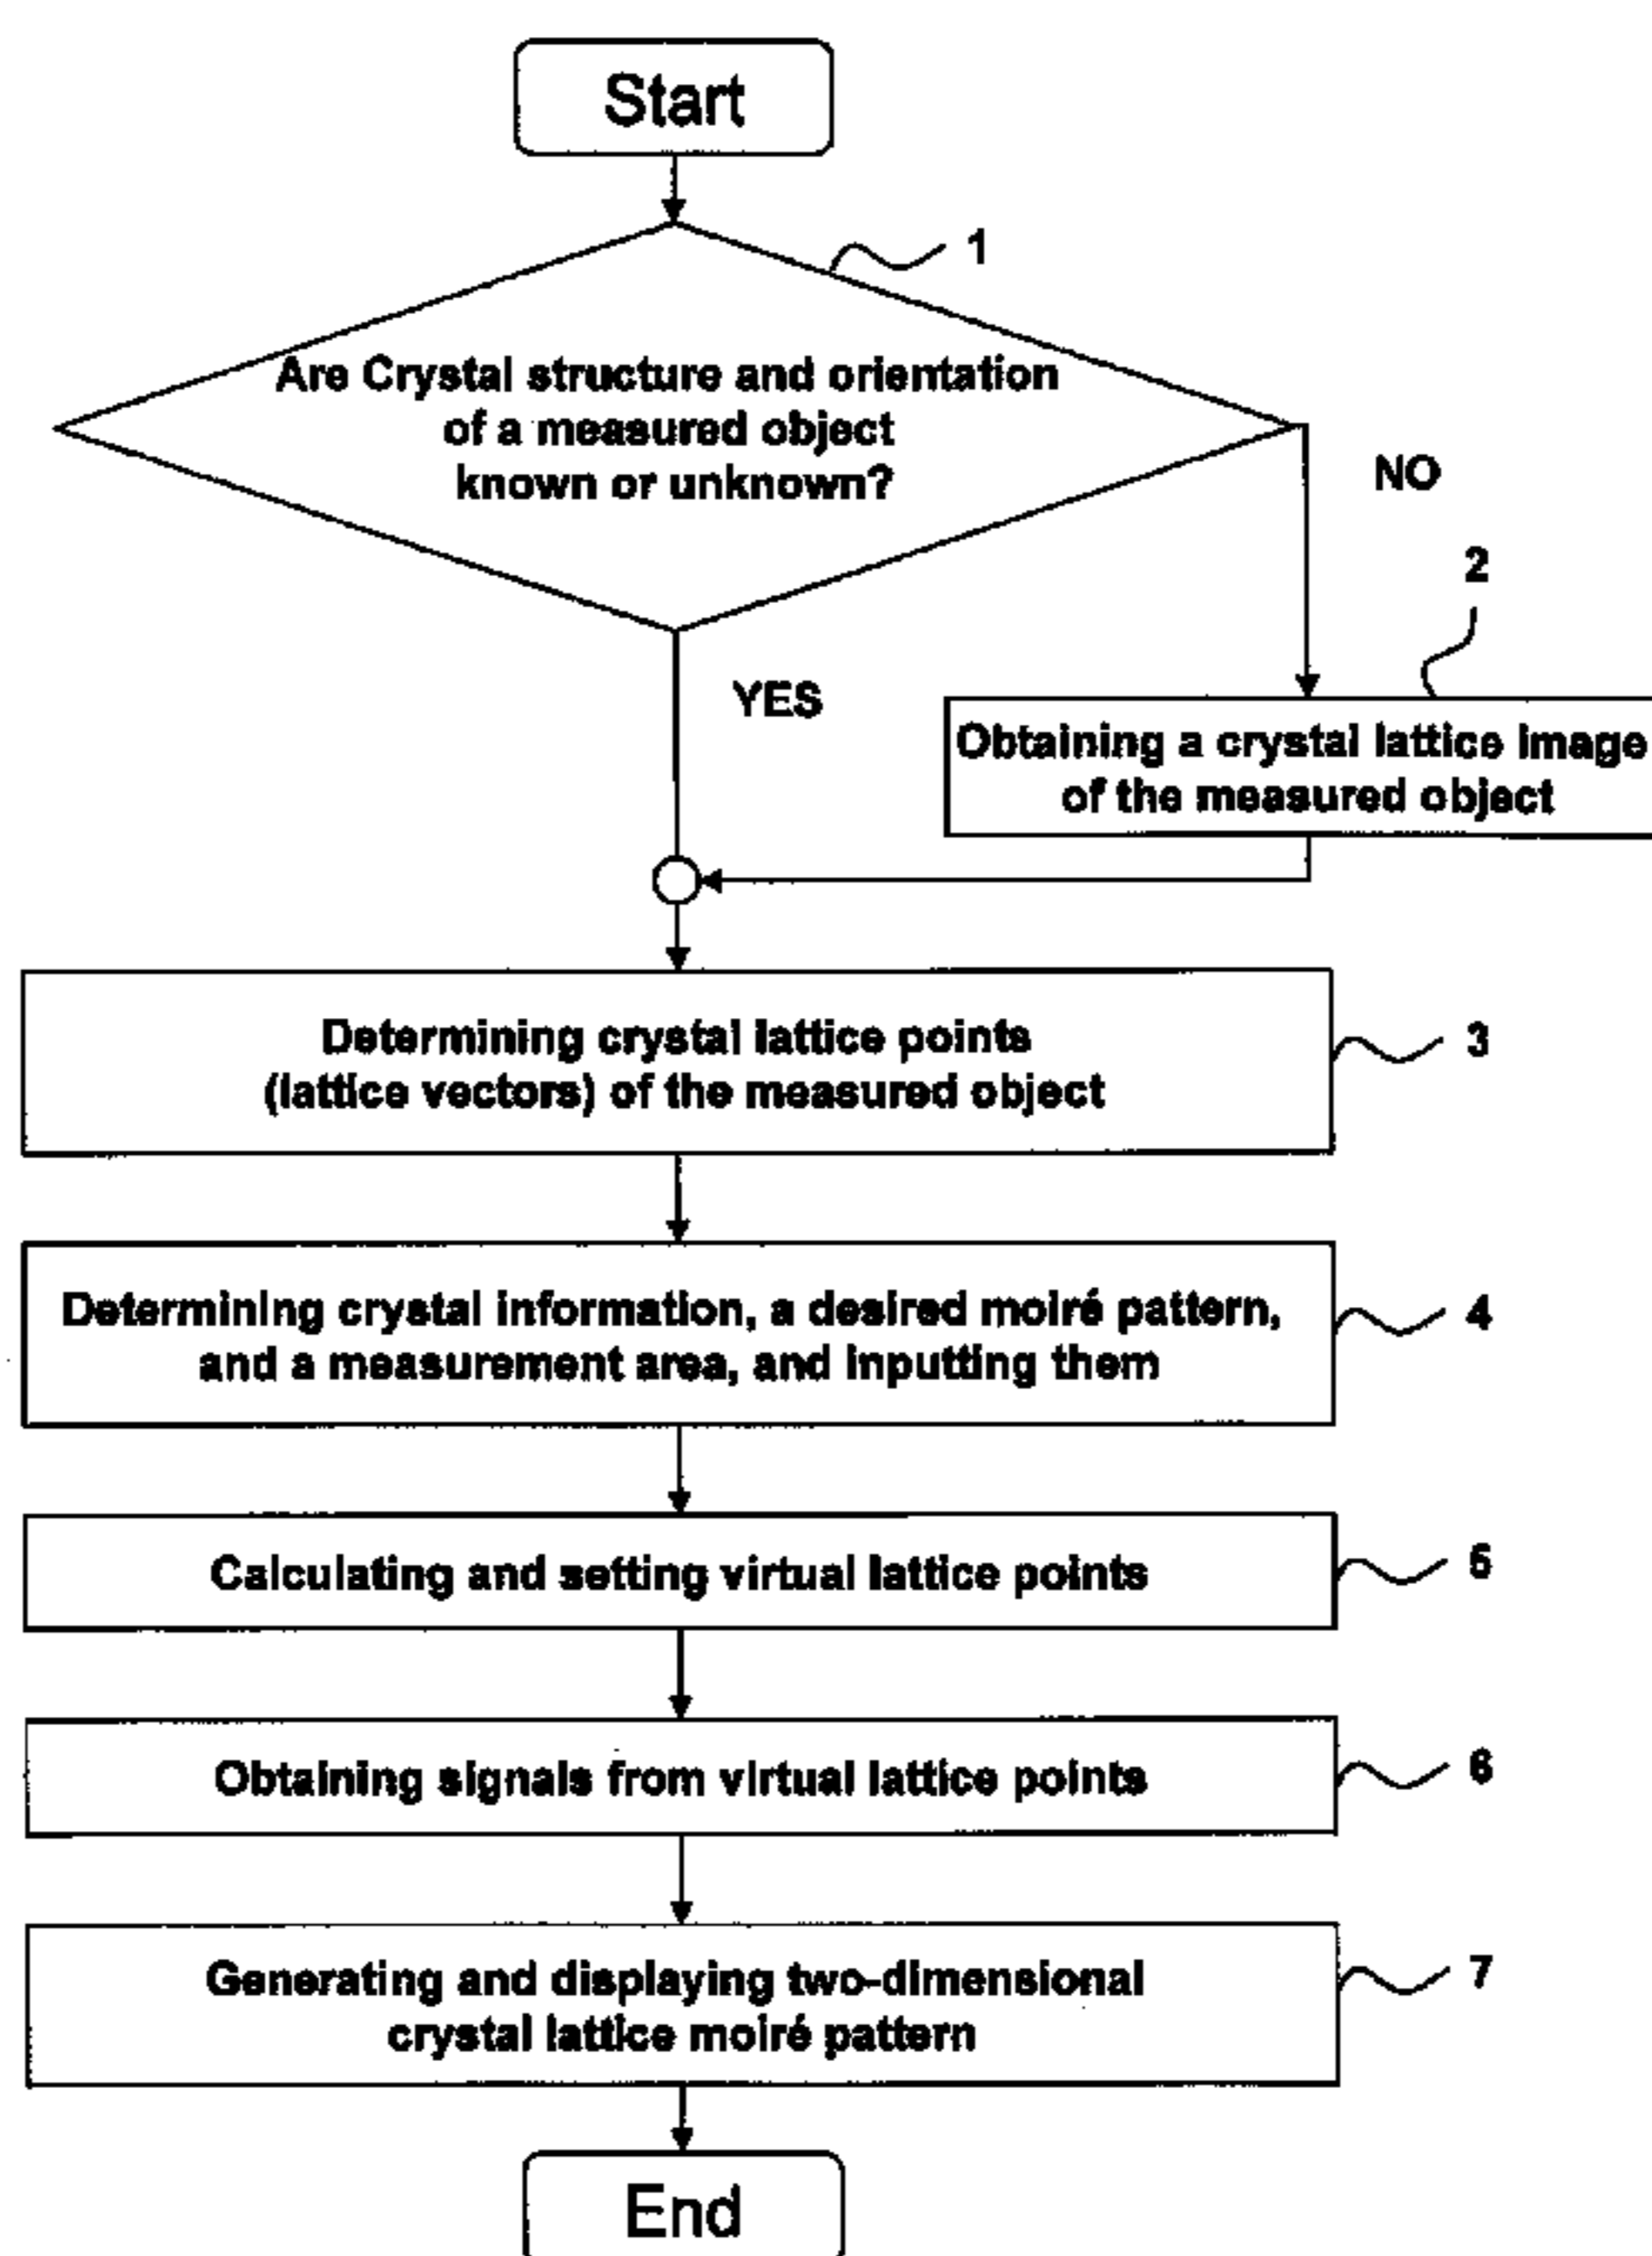 Start
1
Are Crystal structure and orientation
of a measured object
known or unknown?
NO
2
YES
Obtaining a crystal lattice image
of the measured object
Determining crystal lattice points
(lattice vectors) of the measured object
3
Determining crystal information, a desired moiré pattern,
and a measurement area, and inputting them
4
Calculating and setting virtual lattice points
5
Obtaining signals from virtual lattice points
6
Generating and displaying two-dimensional
crystal lattice moiré pattern
7
End